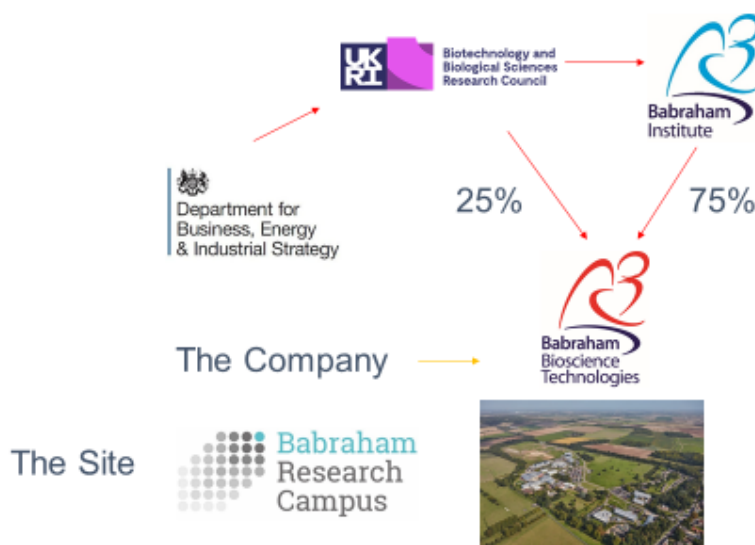 UK
RI
Biotechnology and
Biological Sciences
Research Council
Babraham
Institute
Department for
Business, Energy
& Industrial Strategy
25%
75%
Babraham
Bioscience
Technologies
The Company
The Site
Babraham
Research
Campus